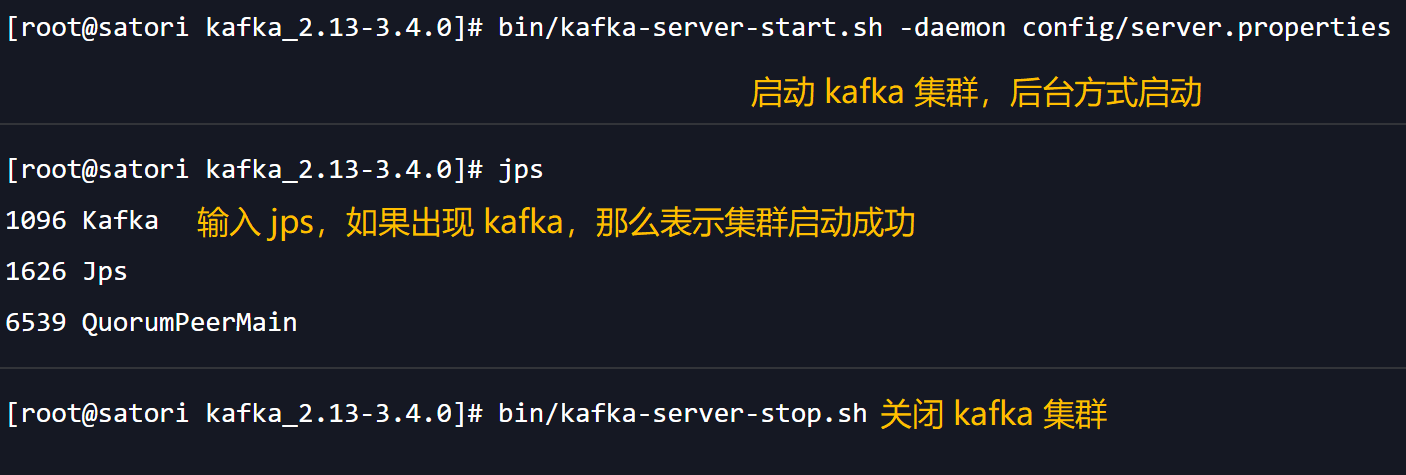 [root@satori kafka_2.13-3.4.0]# bin/kafka-server-start.sh -daemon config/server.properties
启动 kafka 集群，后台方式启动
[root@satori kafka_2.13-3.4.0]# jps
1096 Kafka 输入 jps，如果出现 kafka，那么表示集群启动成功
1626 Jps
6539 QuorumPeerMain
[root@satori kafka_2.13-3.4.0]# bin/kafka-server-stop.sh 关闭 kafka 集群